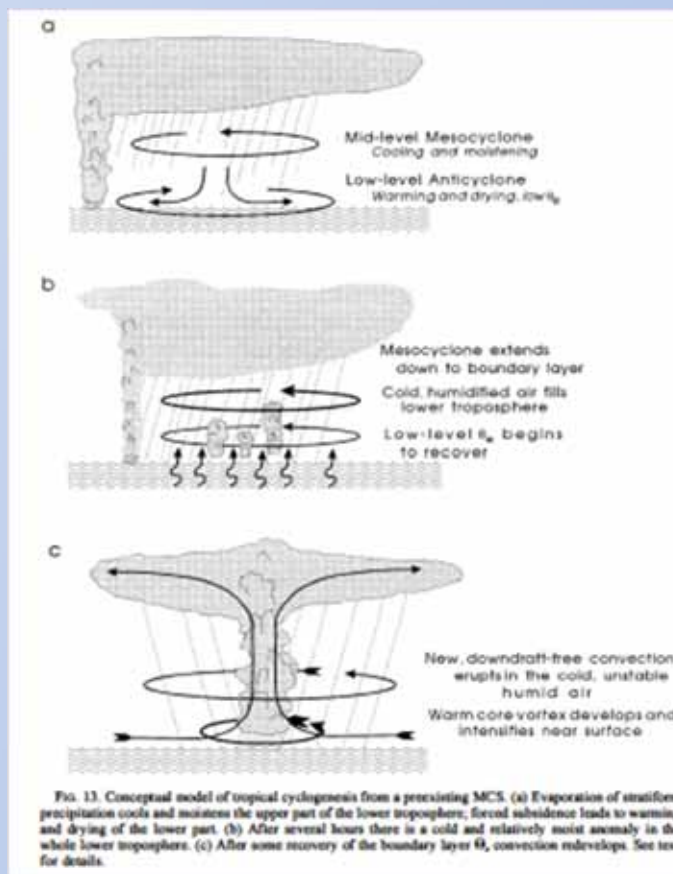 a
Mid-level Mesocyclone
Cooling and moistening
Low-level Anticyclone
Warming and drying, low θe
b
Mesocyclone extends
down to boundary layer
Cold, humidified air fills
lower troposphere
Low-level θe begins
to recover
c
New, downdraft-free convection
erupts in the cold, unstable
humid air
Warm core vortex develops and
intensifies near surface
FIG. 13. Conceptual model of tropical cyclogenesis from a preexisting MCS. (a) Evaporation of stratiform
precipitation cools and moistens the upper part of the lower troposphere; forced subsidence leads to warming
and drying of the lower part. (b) After several hours there is a cold and relatively moist anomaly in the
whole lower troposphere. (c) After some recovery of the boundary layer Θe convection redevelops. See tex
for details.